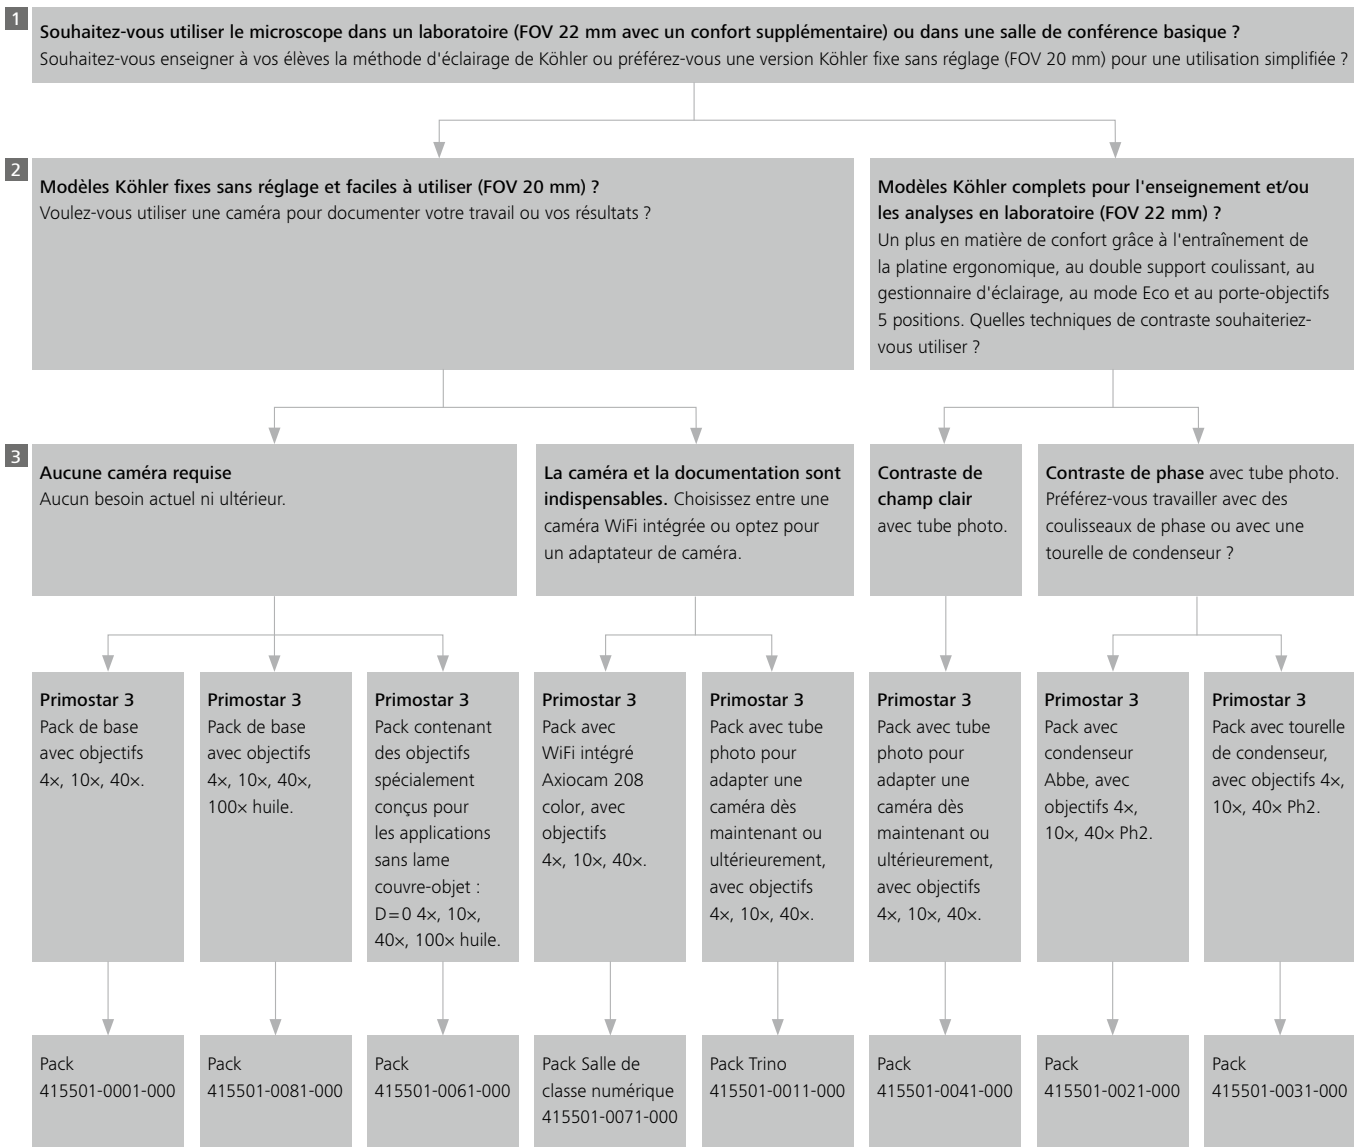 1
Souhaitez-vous utiliser le microscope dans un laboratoire (FOV 22 mm avec un confort supplémentaire) ou dans une salle de conférence basique ?
Souhaitez-vous enseigner à vos élèves la méthode d'éclairage de Köhler ou préférez-vous une version Köhler fixe sans réglage (FOV 20 mm) pour une utilisation simplifiée ?
2
Modèles Köhler fixes sans réglage et faciles à utiliser (FOV 20 mm) ?
Voulez-vous utiliser une caméra pour documenter votre travail ou vos résultats ?
Modèles Köhler complets pour l'enseignement et/ou
les analyses en laboratoire (FOV 22 mm) ?
Un plus en matière de confort grâce à l'entraînement de
la platine ergonomique, au double support coulissant, au
gestionnaire d'éclairage, au mode Eco et au porte-objectifs
5 positions. Quelles techniques de contraste souhaiteriez-
vous utiliser ?
3
Aucune caméra requise
Aucun besoin actuel ni ultérieur.
La caméra et la documentation sont
indispensables. Choisissez entre une
caméra WiFi intégrée ou optez pour
un adaptateur de caméra.
Contraste de
champ clair
avec tube photo.
Contraste de phase avec tube photo.
Préférez-vous travailler avec des
coulisseaux de phase ou avec une
tourelle de condenseur ?
Primostar 3
Pack de base
avec objectifs
4×, 10×, 40×.
Primostar 3
Pack de base
avec objectifs
4×, 10×, 40×,
100× huile.
Primostar 3
Pack contenant
des objectifs
spécialement
conçus pour
les applications
sans lame
couvre-objet :
D=0 4×, 10×,
40×, 100× huile.
Primostar 3
Pack avec
WiFi intégré
Axiocam 208
color, avec
objectifs
4×, 10×, 40×.
Primostar 3
Pack avec tube
photo pour
adapter une
caméra dès
maintenant ou
ultérieurement,
avec objectifs
4×, 10×, 40×.
Primostar 3
Pack avec tube
photo pour
adapter une
caméra dès
maintenant ou
ultérieurement,
avec objectifs
4×, 10×, 40×.
Primostar 3
Pack avec
condenseur
Abbe, avec
objectifs 4×,
10×, 40× Ph2.
Primostar 3
Pack avec tourelle
de condenseur,
avec objectifs 4×,
10×, 40× Ph2.
Pack
415501-0001-000
Pack
415501-0081-000
Pack
415501-0061-000
Pack Salle de
classe numérique
415501-0071-000
Pack Trino
415501-0011-000
Pack
415501-0041-000
Pack
415501-0021-000
Pack
415501-0031-000